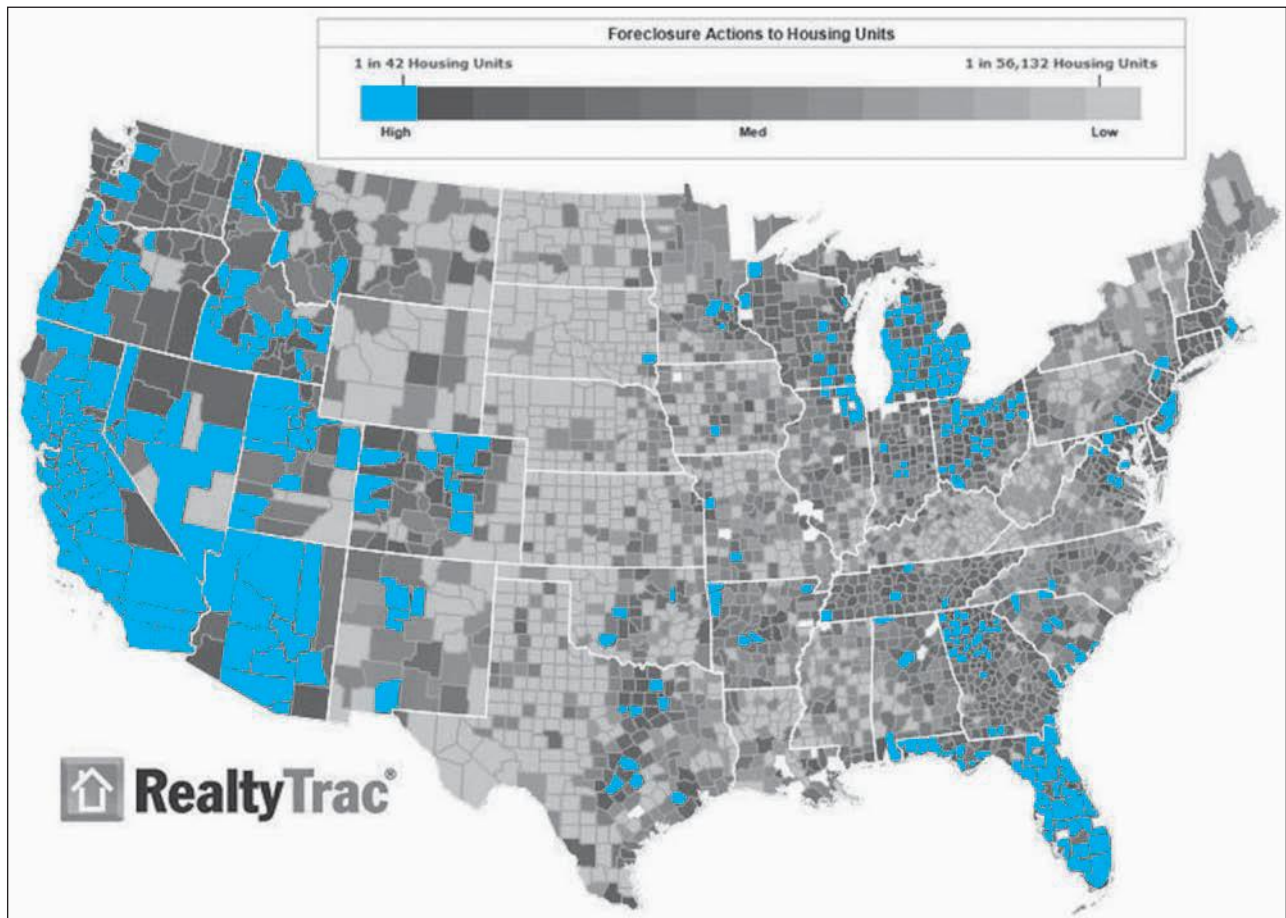 Foreclosure Actions to Housing Units
1 in 42 Housing Units 1 in 56,132 Housing Units
High Med Low
RealtyTrac®